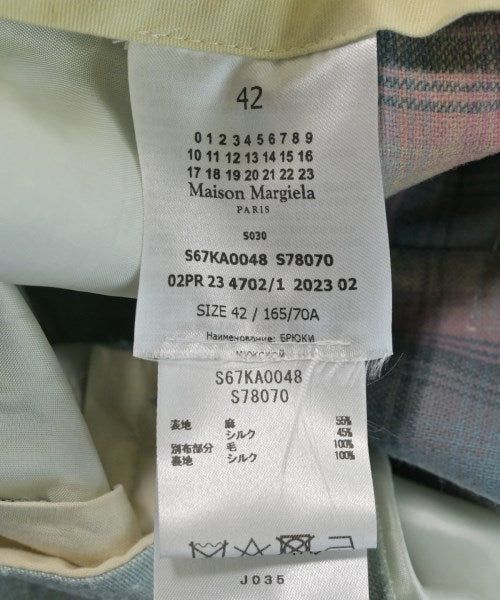 42
0 1 2 3 4 5 6 7 8 9
10 11 12 13 14 15 16
17 18 19 20 21 22 23
Maison Margiela
PARIS
S030
S67KA0048 S78070
02PR 23 4702/1 2023 02
SIZE 42 / 165/70A
Наименование: БРЮКИ
МУЖСКОЙ
S67KA0048
S78070
表地 麻 55%
シルク 45%
別布部分 毛 100%
裏地 シルク 100%
J035